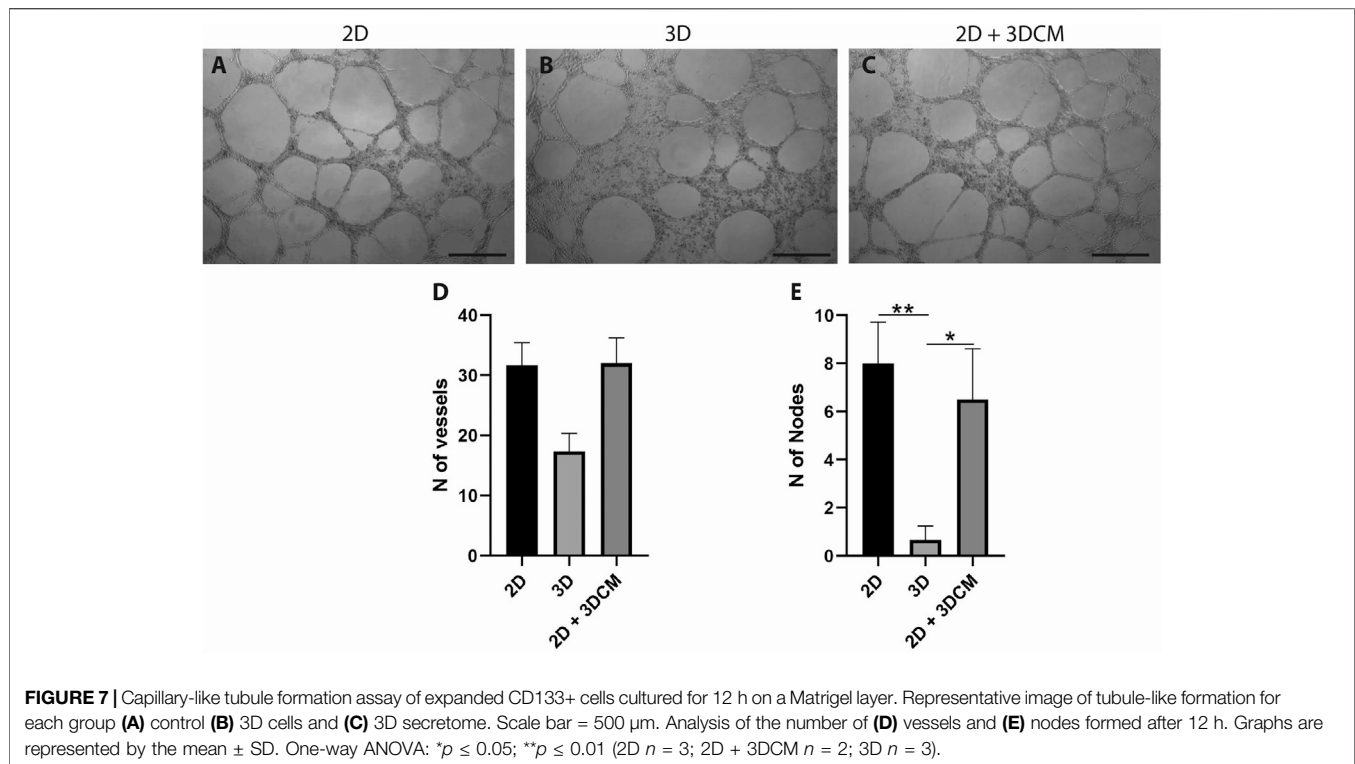 2D
3D
2D + 3DCM
A
B
C
D
E
N of vessels
40
30
20
10
0
2D
3D
2D + 3DCM
N of Nodes
10
8
6
4
2
0
**
*
2D
3D
2D + 3DCM
FIGURE 7 | Capillary-like tubule formation assay of expanded CD133+ cells cultured for 12 h on a Matrigel layer. Representative image of tubule-like formation for
each group (A) control (B) 3D cells and (C) 3D secretome. Scale bar = 500 μm. Analysis of the number of (D) vessels and (E) nodes formed after 12 h. Graphs are
represented by the mean ± SD. One-way ANOVA: *p ≤ 0.05; **p ≤ 0.01 (2D n = 3; 2D + 3DCM n = 2; 3D n = 3).